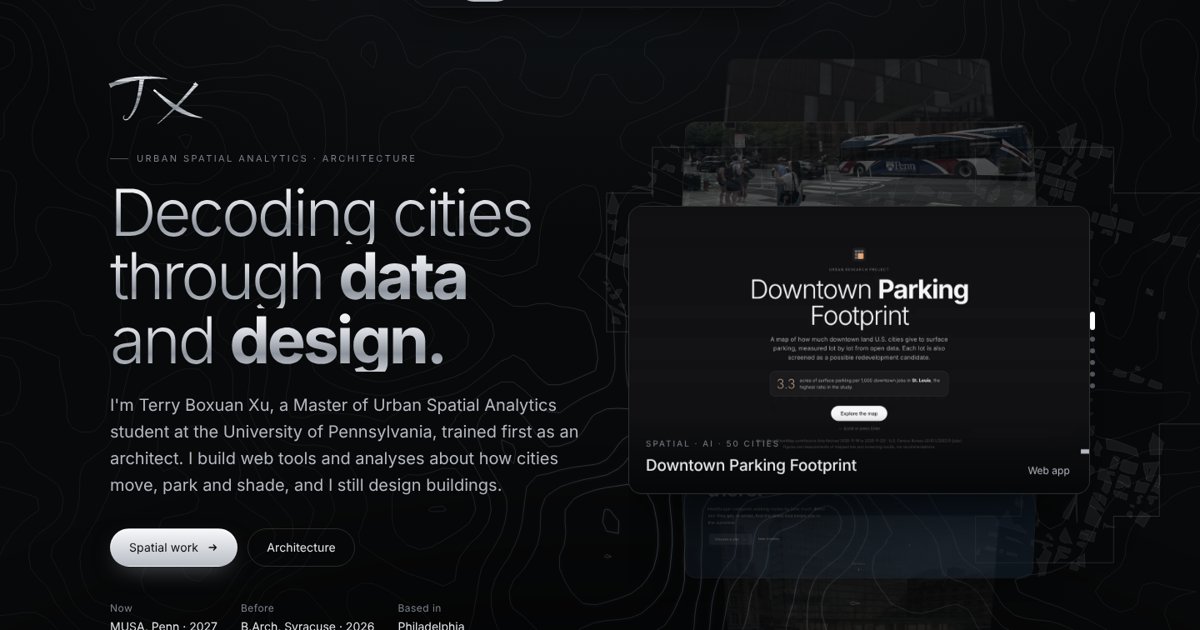 TX
URBAN SPATIAL ANALYTICS · ARCHITECTURE
Decoding cities
through data
and design.
I'm Terry Boxuan Xu, a Master of Urban Spatial Analytics
student at the University of Pennsylvania, trained first as an
architect. I build web tools and analyses about how cities
move, park and shade, and I still design buildings.
Spatial work →
Architecture
Now
MUSA, Penn · 2027
Before
B.Arch, Syracuse · 2026
Based in
Philadelphia
Penn
URBAN RESEARCH PROJECT
Downtown Parking
Footprint
A map of how much downtown land U.S. cities give to surface
parking, measured lot by lot from open data. Each lot is also
screened as a possible redevelopment candidate.
3.3
acres of surface parking per 1,000 downtown jobs in St. Louis, the
highest ratio in the study
Explore the map
SPATIAL · AI · 50 CITIES
Downtown Parking Footprint
Web app